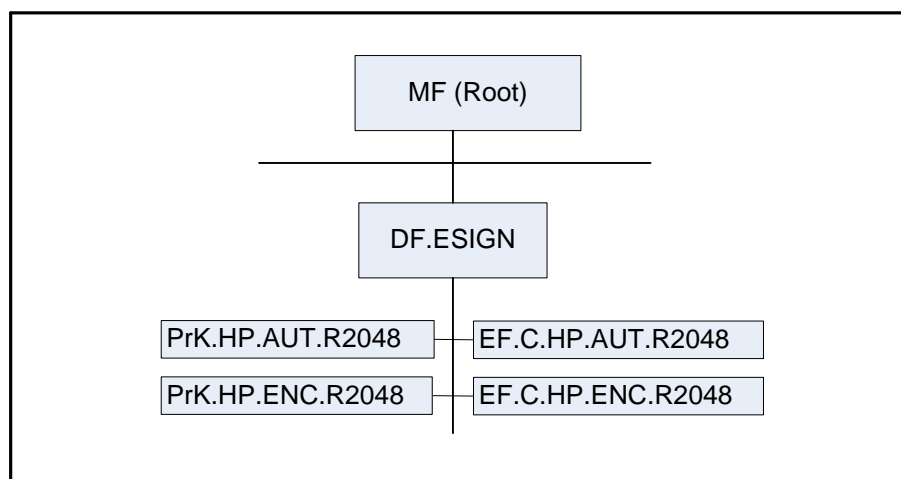 MF (Root)
DF.ESIGN
PrK.HP.AUT.R2048
EF.C.HP.AUT.R2048
PrK.HP.ENC.R2048
EF.C.HP.ENC.R2048